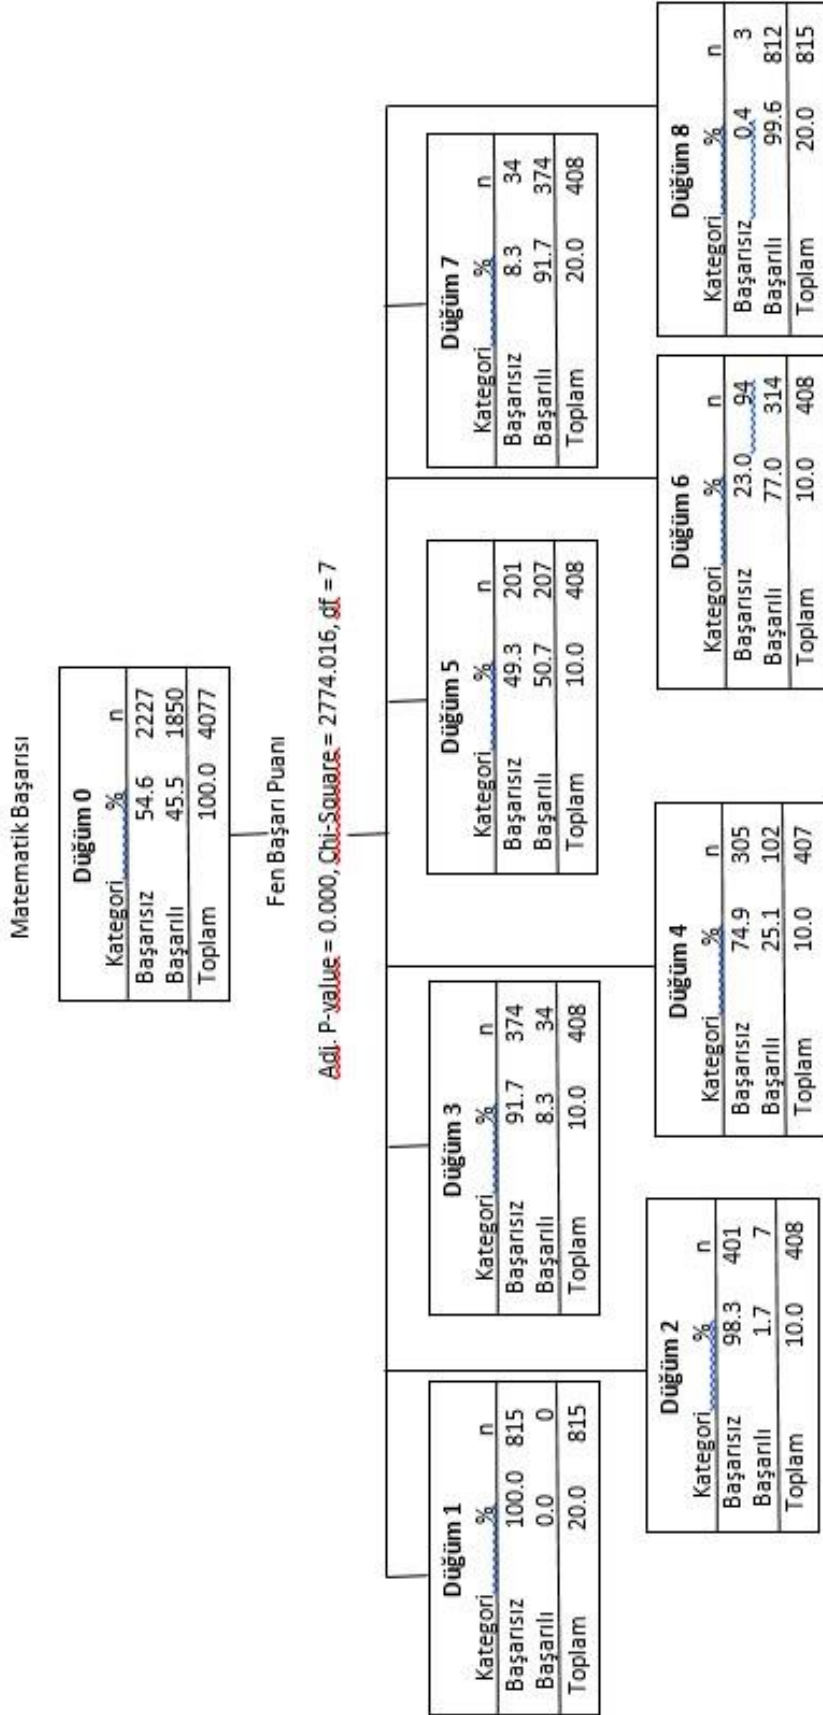 Matematik Başarısı
Düğüm 0
Kategori % n
Başarısız 54.6 2227
Başarılı 45.5 1850
Toplam 100.0 4077
Fen Başarı Puanı
Adj. P-value = 0.000, Chi-Square = 2774.016, df = 7
Düğüm 1
Kategori % n
Başarısız 100.0 815
Başarılı 0.0 0
Toplam 20.0 815
Düğüm 3
Kategori % n
Başarısız 91.7 374
Başarılı 8.3 34
Toplam 10.0 408
Düğüm 5
Kategori % n
Başarısız 49.3 201
Başarılı 50.7 207
Toplam 10.0 408
Düğüm 7
Kategori % n
Başarısız 8.3 34
Başarılı 91.7 374
Toplam 20.0 408
Düğüm 2
Kategori % n
Başarısız 98.3 401
Başarılı 1.7 7
Toplam 10.0 408
Düğüm 4
Kategori % n
Başarısız 74.9 305
Başarılı 25.1 102
Toplam 10.0 407
Düğüm 6
Kategori % n
Başarısız 23.0 94
Başarılı 77.0 314
Toplam 10.0 408
Düğüm 8
Kategori % n
Başarısız 0.4 3
Başarılı 99.6 812
Toplam 20.0 815